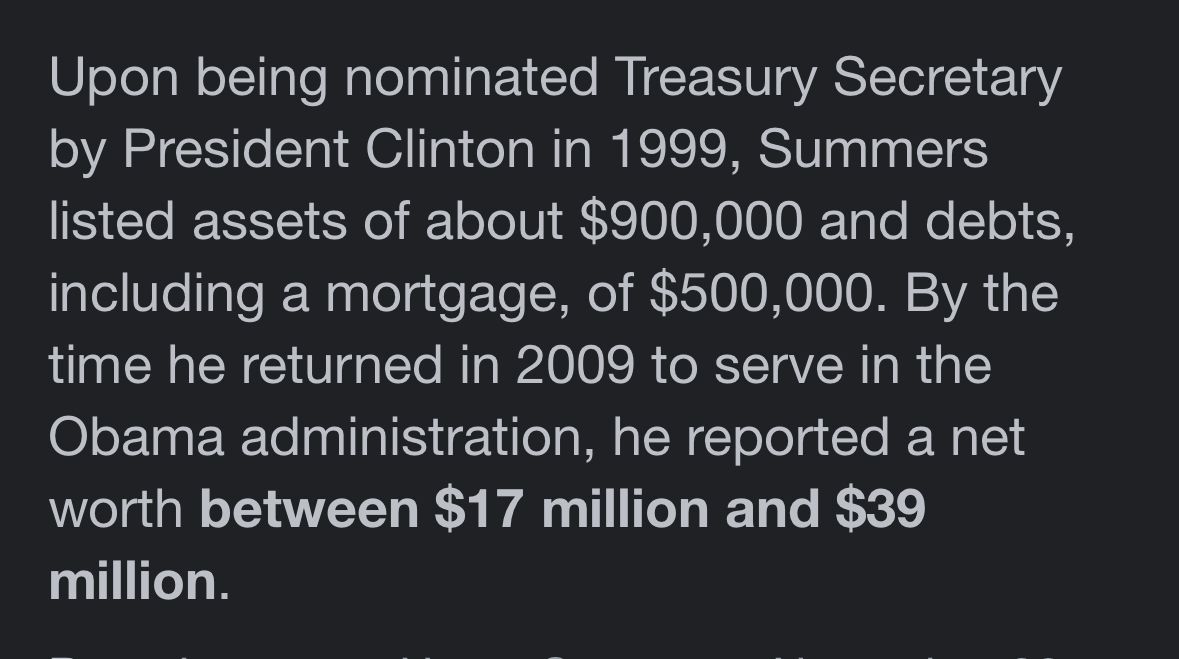 Upon being nominated Treasury Secretary
by President Clinton in 1999, Summers
listed assets of about $900,000 and debts,
including a mortgage, of $500,000. By the
time he returned in 2009 to serve in the
Obama administration, he reported a net
worth between $17 million and $39
million.